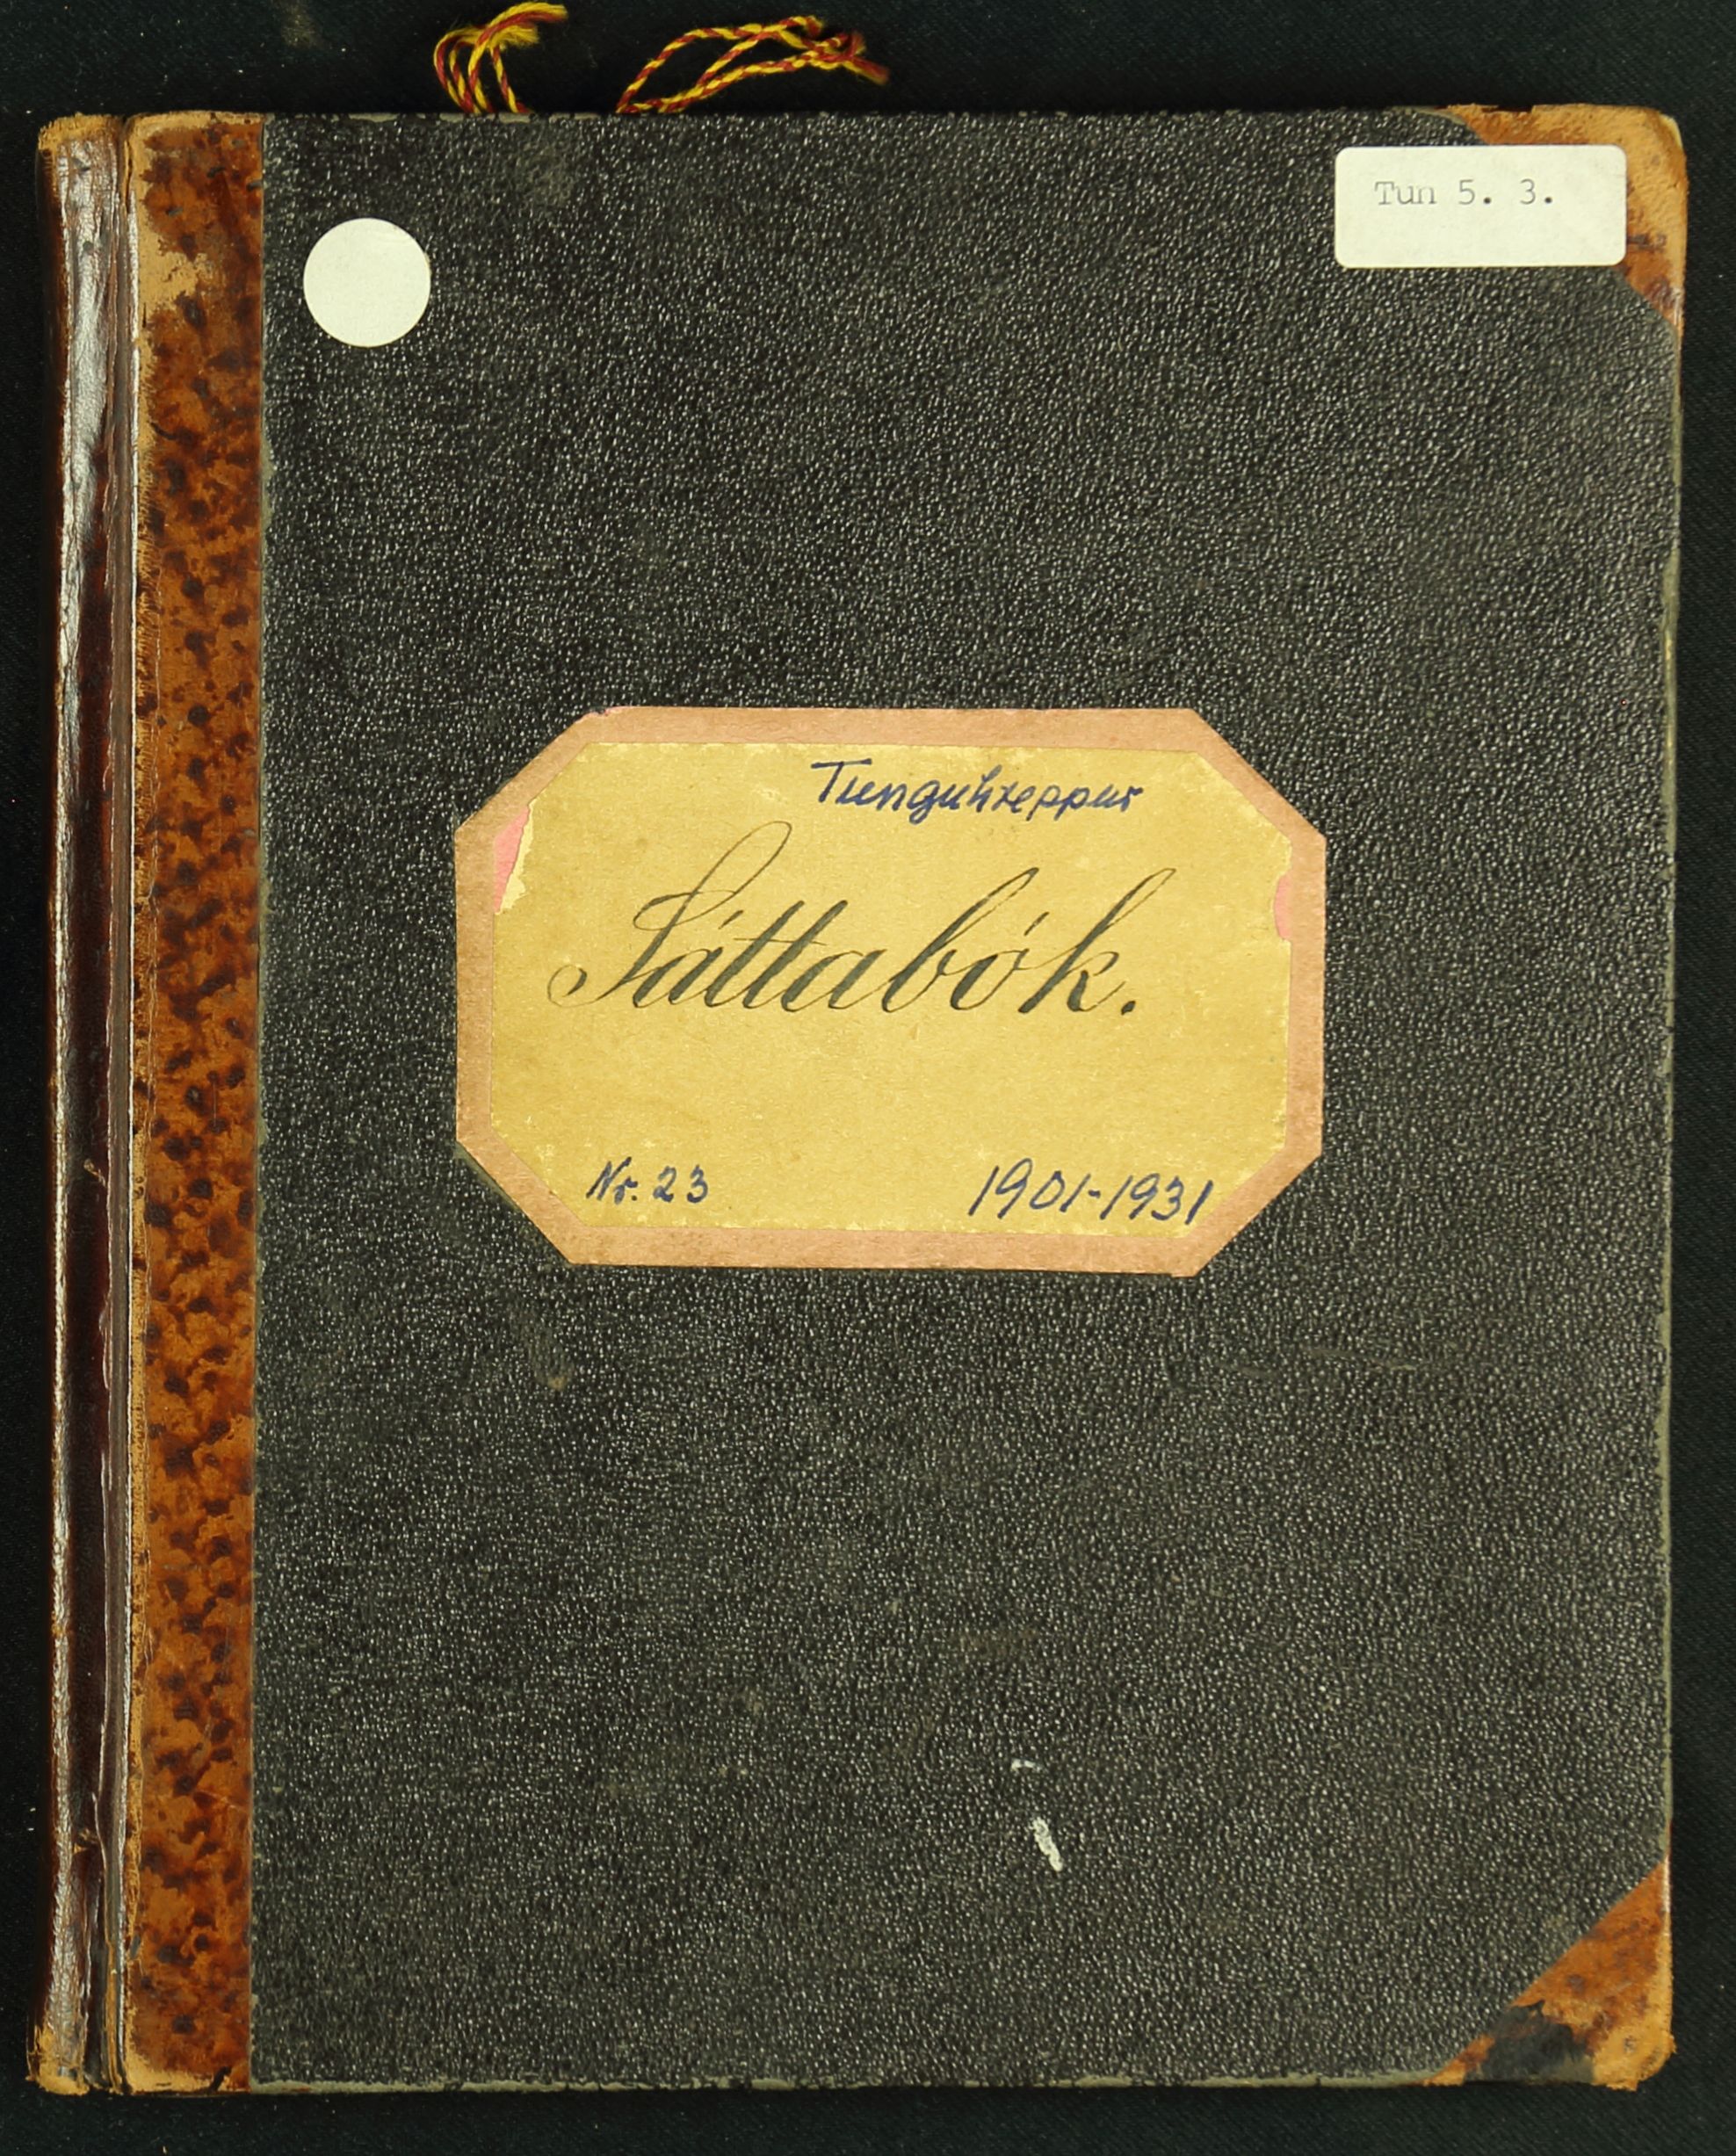 Tun 5. 3.
Tunguhreppur
Sáttabók.
Nr. 23 1901-1931